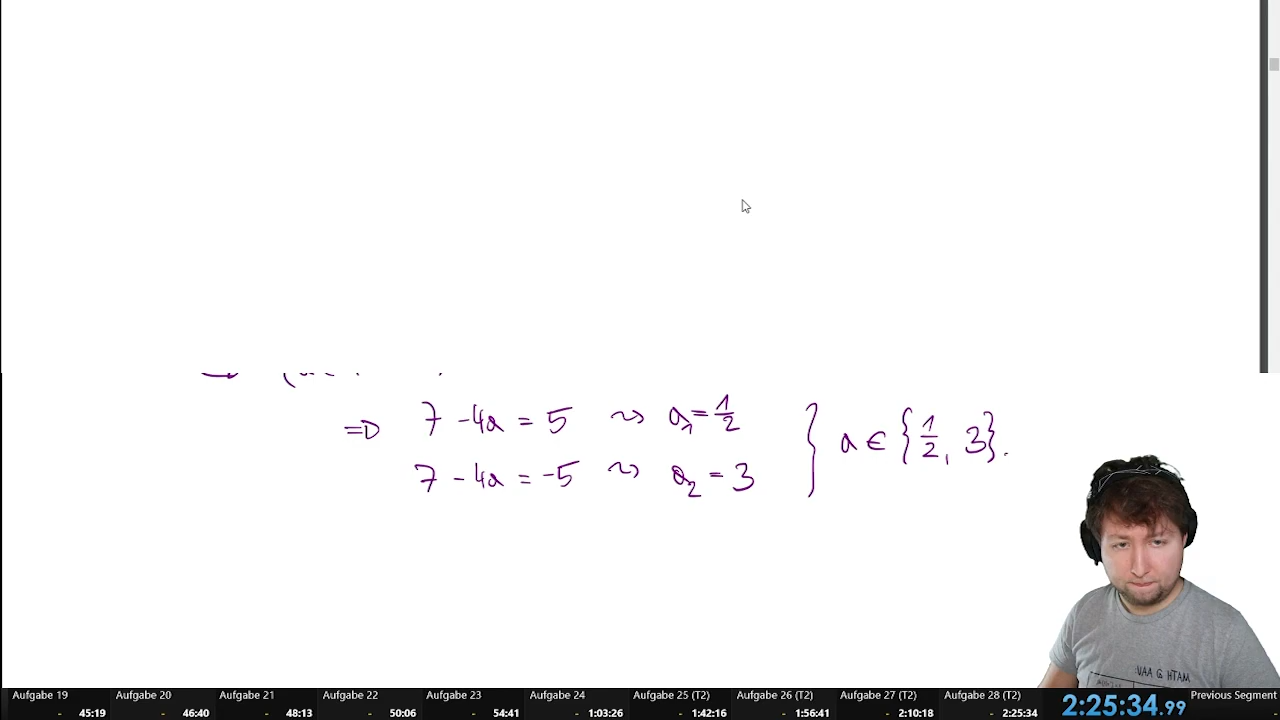 => 7 - 4a = 5 ⤳ a₁ = 1/2
7 - 4a = -5 ⤳ a₂ = 3
} a ∈ {1/2, 3}.
VAA G HTAM
Aufgabe 19 Aufgabe 20 Aufgabe 21 Aufgabe 22 Aufgabe 23 Aufgabe 24 Aufgabe 25 (T2) Aufgabe 26 (T2) Aufgabe 27 (T2) Aufgabe 28 (T2) 2:25:34.99 Previous Segment
- 45:19 - 46:40 - 48:13 - 50:06 - 54:41 - 1:03:26 - 1:42:16 - 1:56:41 - 2:10:18 - 2:25:34 -